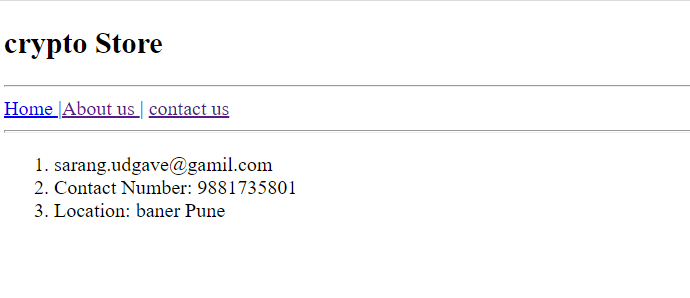 crypto Store
Home |About us | contact us
1. sarang.udgave@gamil.com
2. Contact Number: 9881735801
3. Location: baner Pune